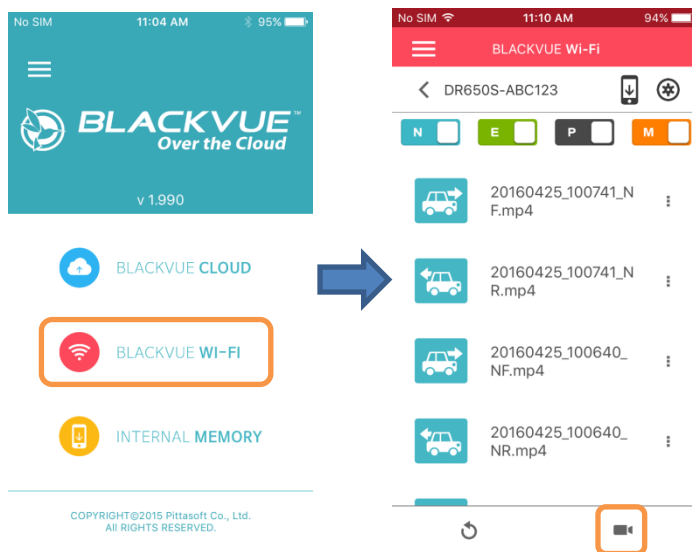 No SIM 11:04 AM 95%
BLACKVUE™
Over the Cloud
v 1.990
BLACKVUE CLOUD
BLACKVUE WI-FI
INTERNAL MEMORY
COPYRIGHT©2015 Pittasoft Co., Ltd.
All RIGHTS RESERVED.
No SIM 11:10 AM 94%
BLACKVUE Wi-Fi
DR650S-ABC123
N E P M
20160425_100741_N
F.mp4
20160425_100741_N
R.mp4
20160425_100640_
NF.mp4
20160425_100640_
NR.mp4